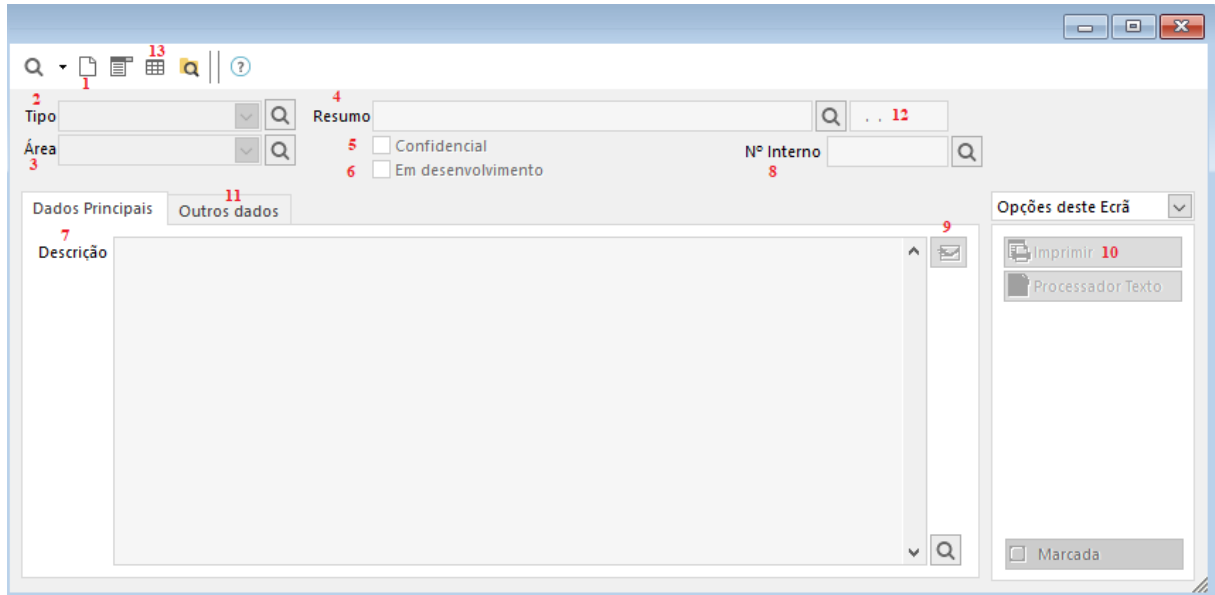 13
1
2
4
Tipo
Resumo
. . 12
Área
3
5
Confidencial
Nº Interno
8
6
Em desenvolvimento
11
Dados Principais
Outros dados
Opções deste Ecrã
7
Descrição
9
Imprimir 10
Processador Texto
Marcada